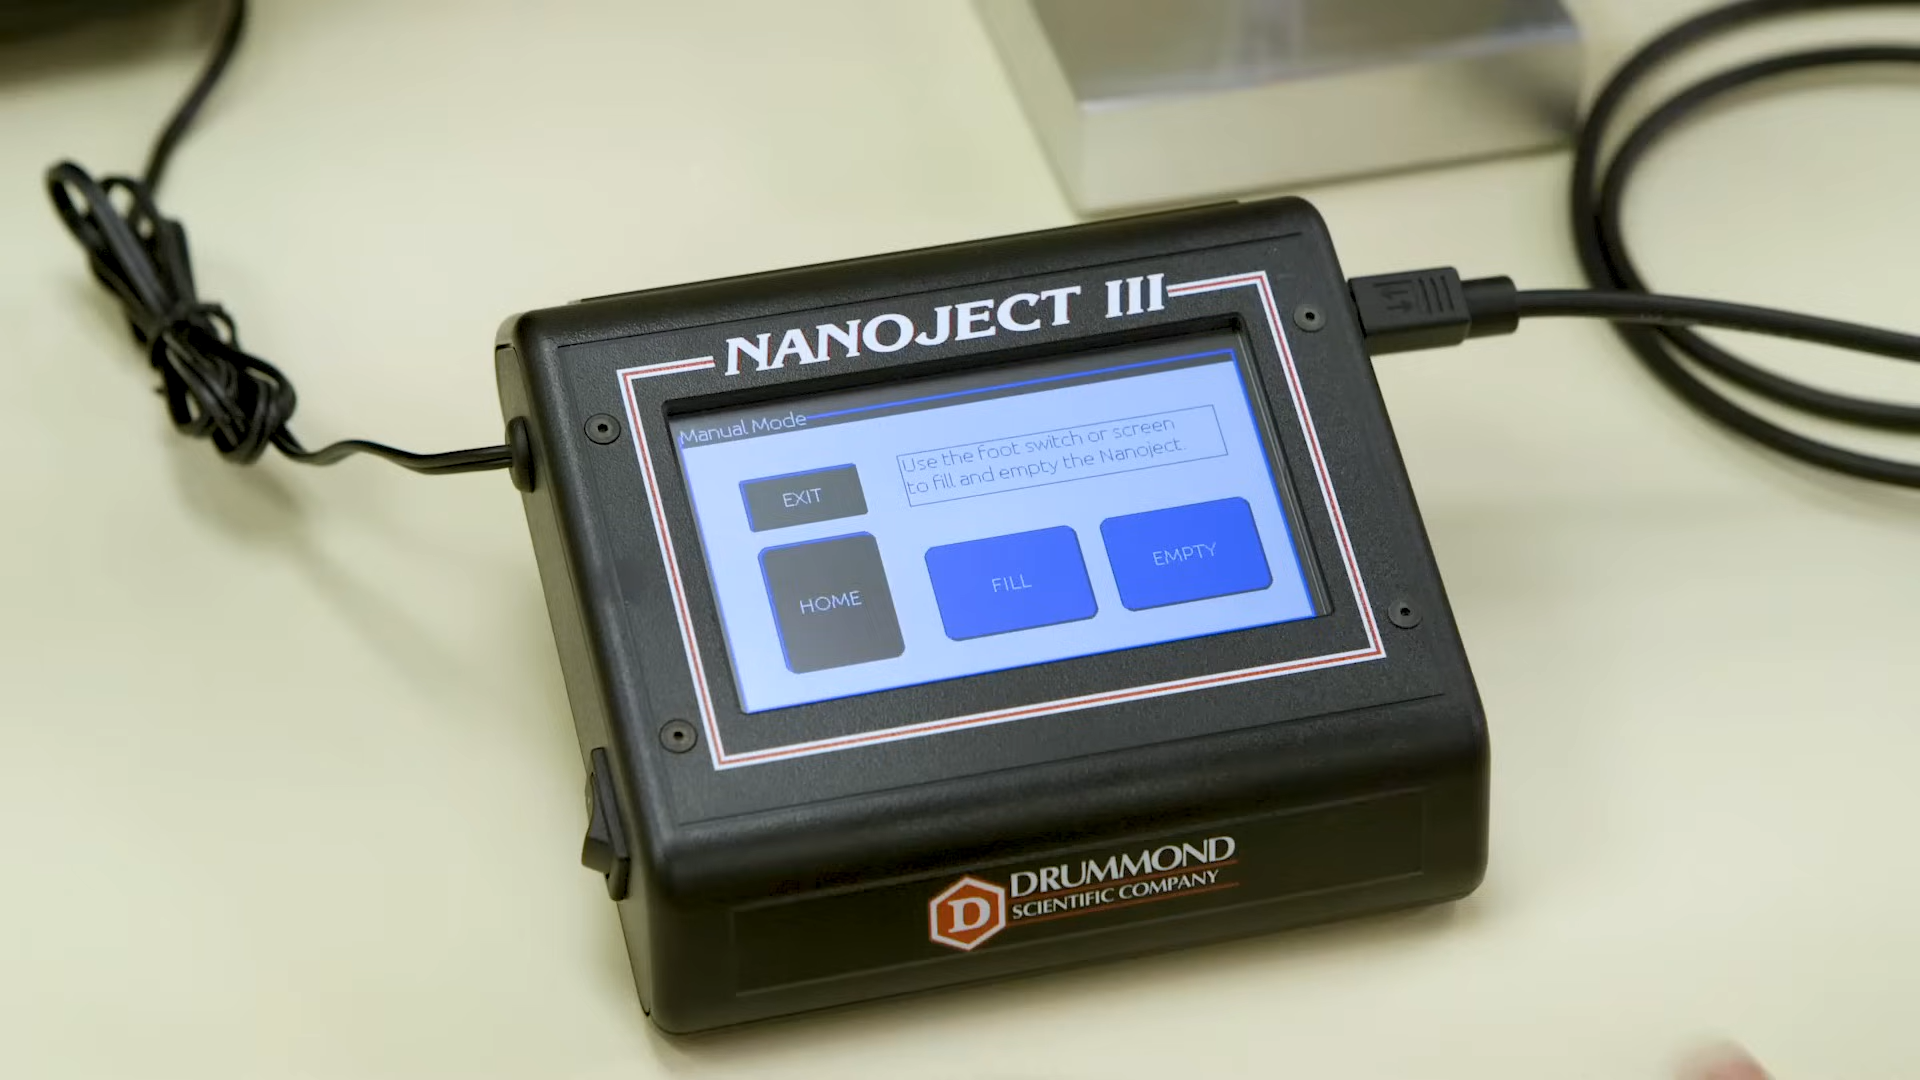 NANOJECT III
Manual Mode
Use the foot switch or screen
to fill and empty the Nanoject.
EXIT
HOME
FILL
EMPTY
D
DRUMMOND
SCIENTIFIC COMPANY